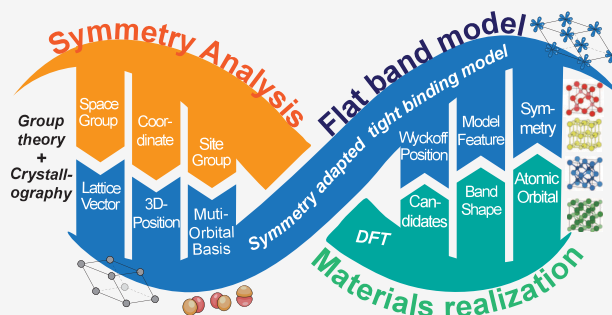 Symmetry Analysis
Flat band model
Group
theory
+
Crystall-
ography
Space
Group
Coor-
dinate
Site
Group
Lattice
Vector
3D-
Position
Muti-
Orbital
Basis
Symmetry adapted tight binding model
Wyckoff
Position
Model
Feature
Sym-
metry
Can-
didates
Band
Shape
Atomic
Orbital
DFT
Materials realization